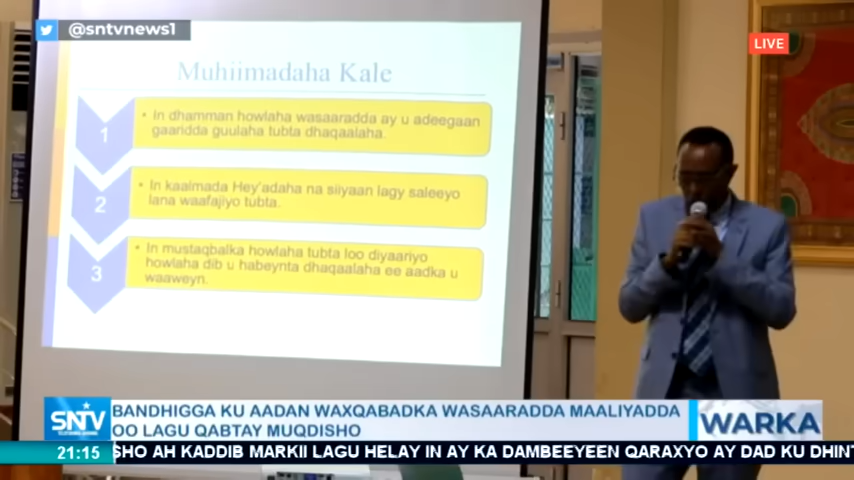 @sntvnews1
LIVE
Muhiimadaha Kale
1
• In dhamman howlaha wasaaradda ay u adeegaan
gaaridda guulaha tubta dhaqaalaha.
2
• In kaalmada Hey'adaha na siiyaan lagy saleeyo
lana waafajiyo tubta.
3
• In mustaqbalka howlaha tubta loo diyaariyo
howlaha dib u habeynta dhaqaalaha ee aadka u
waaweyn.
SNTV
BANDHIGGA KU AADAN WAXQABADKA WASAARADDA MAALIYADDA
OO LAGU QABTAY MUQDISHO
WARKA
21:15
SHO AH KADDIB MARKII LAGU HELAY IN AY KA DAMBEEYEEN QARAXYO AY DAD KU DHINT